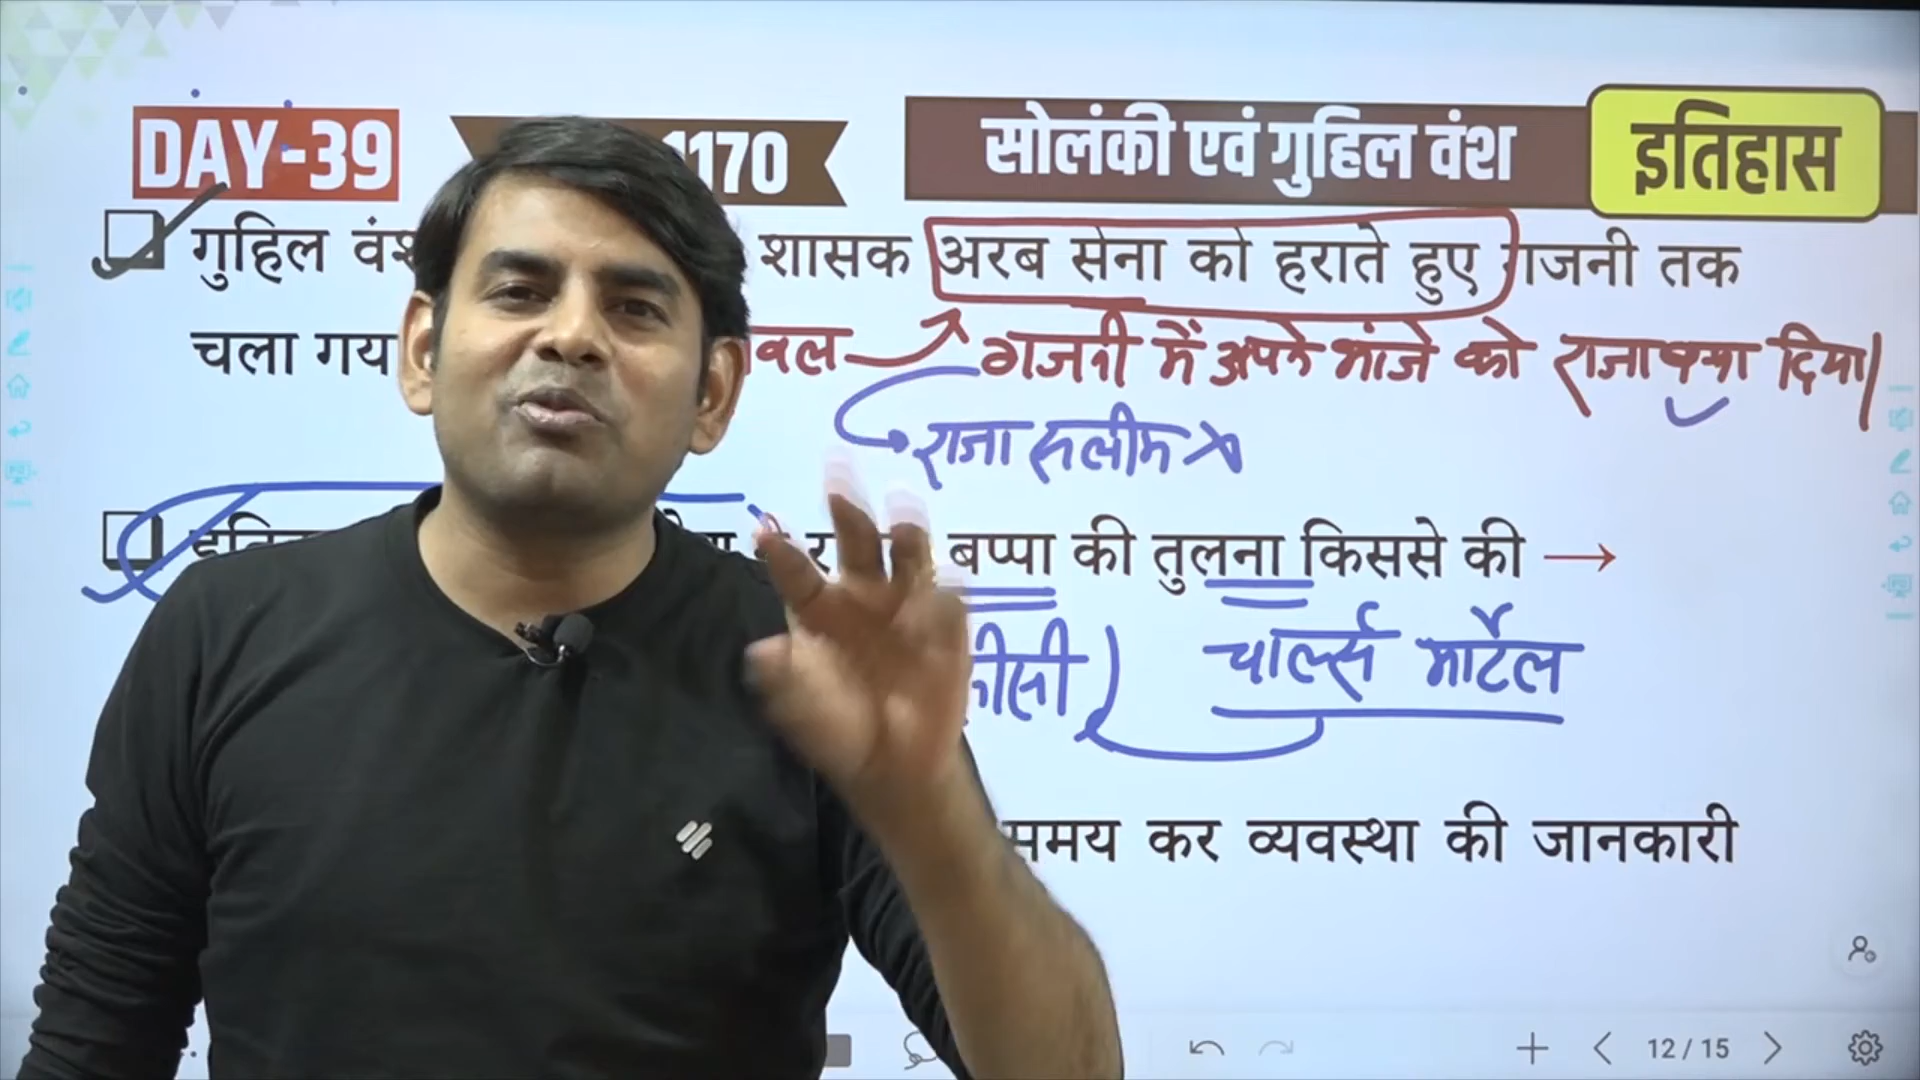 DAY-39 1170 सोलंकी एवं गुहिल वंश इतिहास
गुहिल वंश शासक अरब सेना को हराते हुए गजनी तक
चला गय वल गजनी में अपने भांजे को राजा बना दिया।
राजा सलीम X
बप्पा की तुलना किससे की →
चार्ल्स मार्टेल
समय कर व्यवस्था की जानकारी
12 / 15